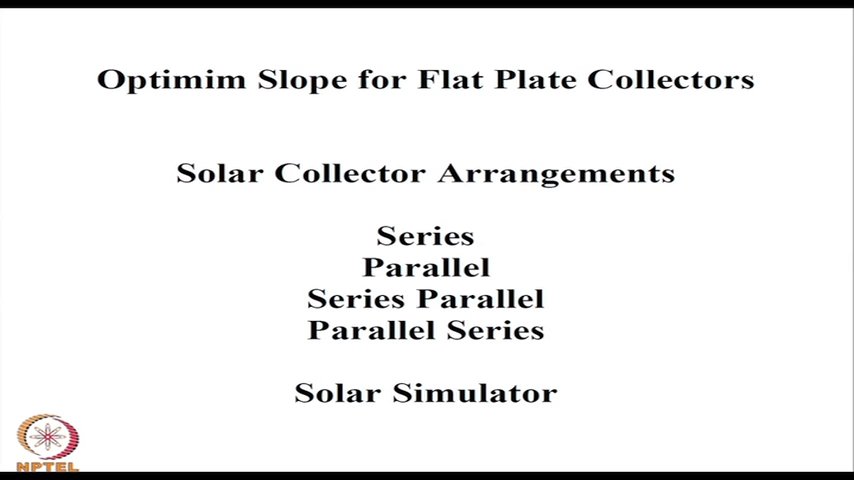 Optimim Slope for Flat Plate Collectors
Solar Collector Arrangements
Series
Parallel
Series Parallel
Parallel Series
Solar Simulator
NPTEL